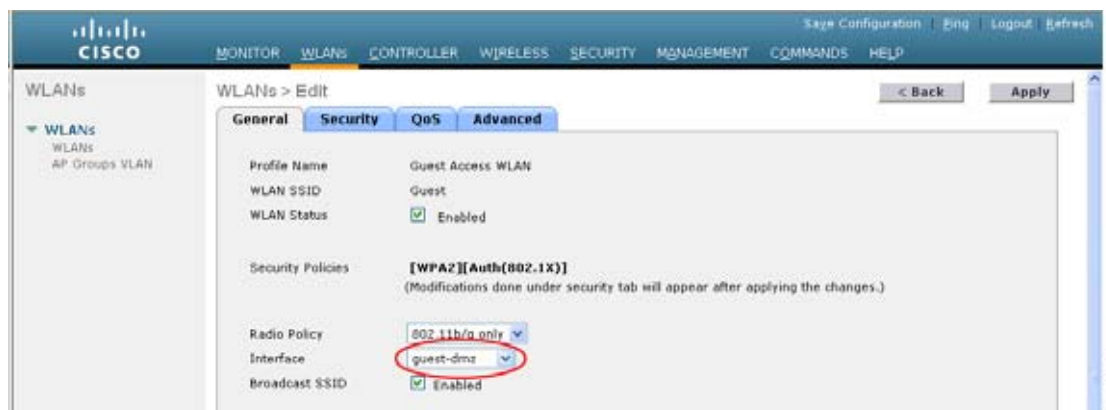 Save Configuration | Ping | Logout | Refresh
CISCO
MONITOR WLANs CONTROLLER WIRELESS SECURITY MANAGEMENT COMMANDS HELP
WLANs
WLANs
WLANs
AP Groups VLAN
WLANs > Edit
< Back
Apply
General Security QoS Advanced
Profile Name Guest Access WLAN
WLAN SSID Guest
WLAN Status Enabled
Security Policies [WPA2][Auth(802.1X)]
(Modifications done under security tab will appear after applying the changes.)
Radio Policy 802.11b/g only
Interface guest-dmz
Broadcast SSID Enabled